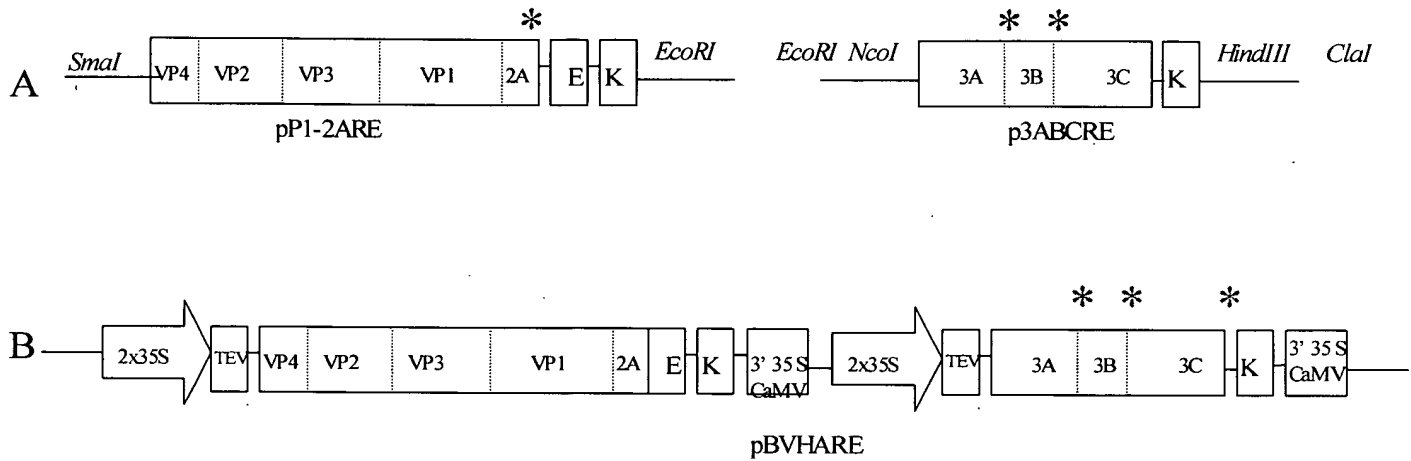 * * *
SmaI VP4 VP2 VP3 VP1 2A E K EcoRI EcoRI NcoI 3A 3B 3C K HindIII ClaI
A
pP1-2ARE p3ABCRE
* * *
B 2x35S TEV VP4 VP2 VP3 VP1 2A E K 3' 35 S CaMV 2x35S TEV 3A 3B 3C K 3' 35 S CaMV
pBVHARE